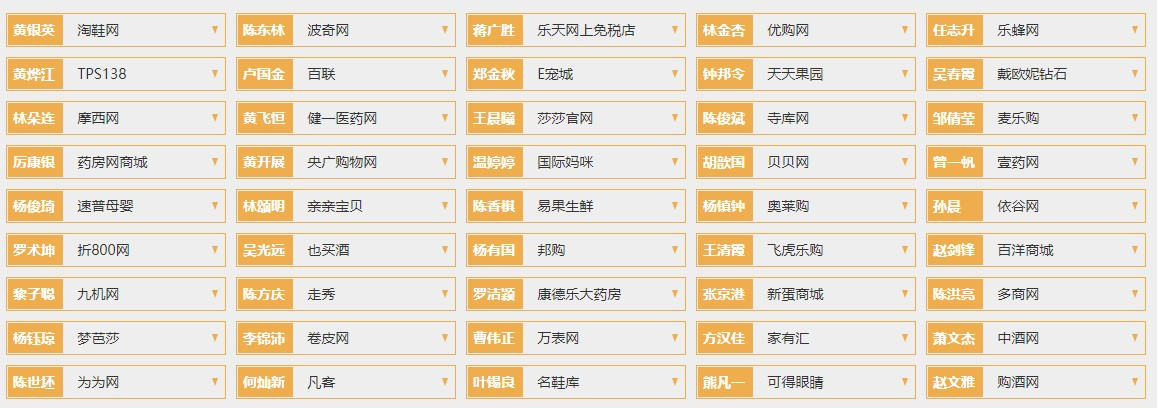 黄银英 淘鞋网 陈东林 波奇网 蒋广胜 乐天网上免税店 林金杏 优购网 任志升 乐蜂网
黄烨江 TPS138 卢国金 百联 郑金秋 E宠城 钟邦令 天天果园 吴春霞 戴欧妮钻石
林朵连 摩西网 黄飞恒 健一医药网 王晨曦 莎莎官网 陈俊斌 寺库网 邹倩莹 麦乐购
厉康银 药房网商城 黄开展 央广购物网 温婷婷 国际妈咪 胡歆国 贝贝网 曾一帆 壹药网
杨俊琦 速普母婴 林颔明 亲亲宝贝 陈香棋 易果生鲜 杨镇钟 奥莱购 孙晨 依谷网
罗术坤 折800网 吴光远 也买酒 杨有国 邦购 王清霞 飞虎乐购 赵剑锋 百洋商城
黎子聪 九机网 陈方庆 走秀 罗洁颖 康德乐大药房 张京港 新蛋商城 陈洪亮 多商网
杨钰琼 梦芭莎 李锦沛 卷皮网 曹伟正 万表网 方汉佳 家有汇 萧文杰 中酒网
陈世还 为为网 何灿新 凡客 叶锡良 名鞋库 熊凡一 可得眼睛 赵文雅 购酒网